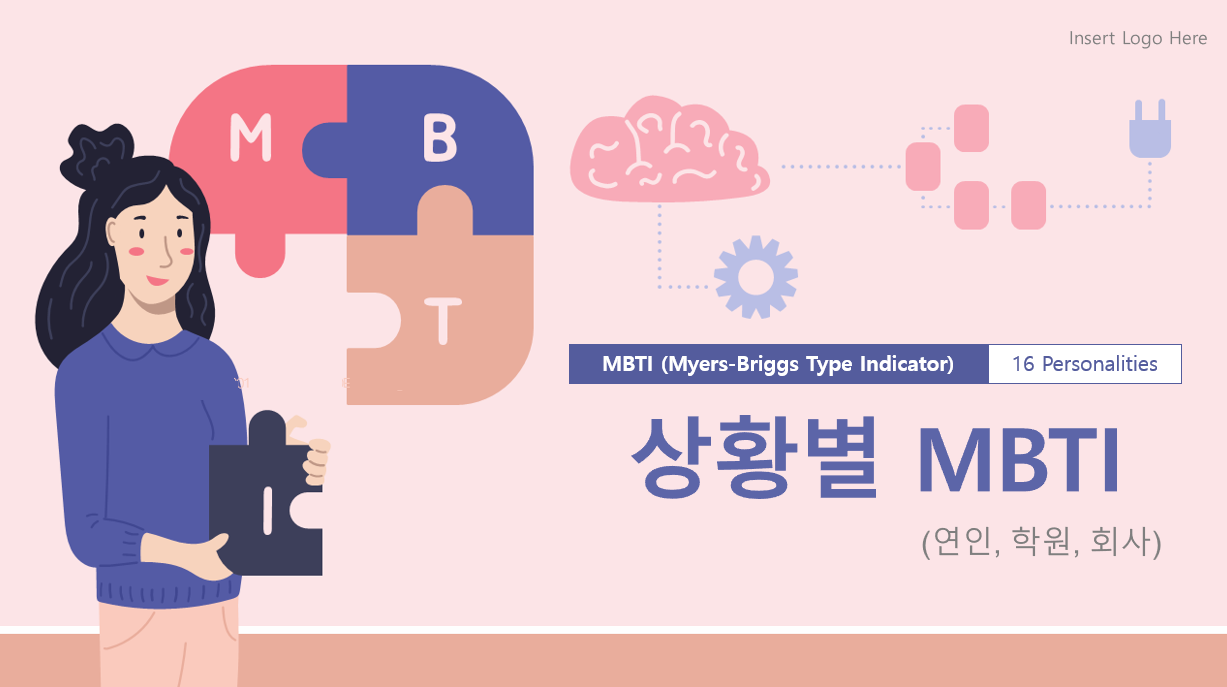 Insert Logo Here
M B
T
I
MBTI (Myers-Briggs Type Indicator) 16 Personalities
상황별 MBTI
(연인, 학원, 회사)